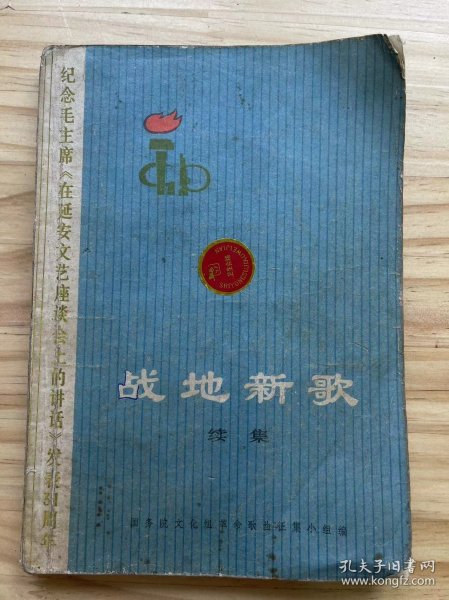 纪念毛主席《在延安文艺座谈会上的讲话》发表31周年
战地新歌
续集
国务院文化组革命歌曲征集小组编
孔夫子旧书网
kongfz.com